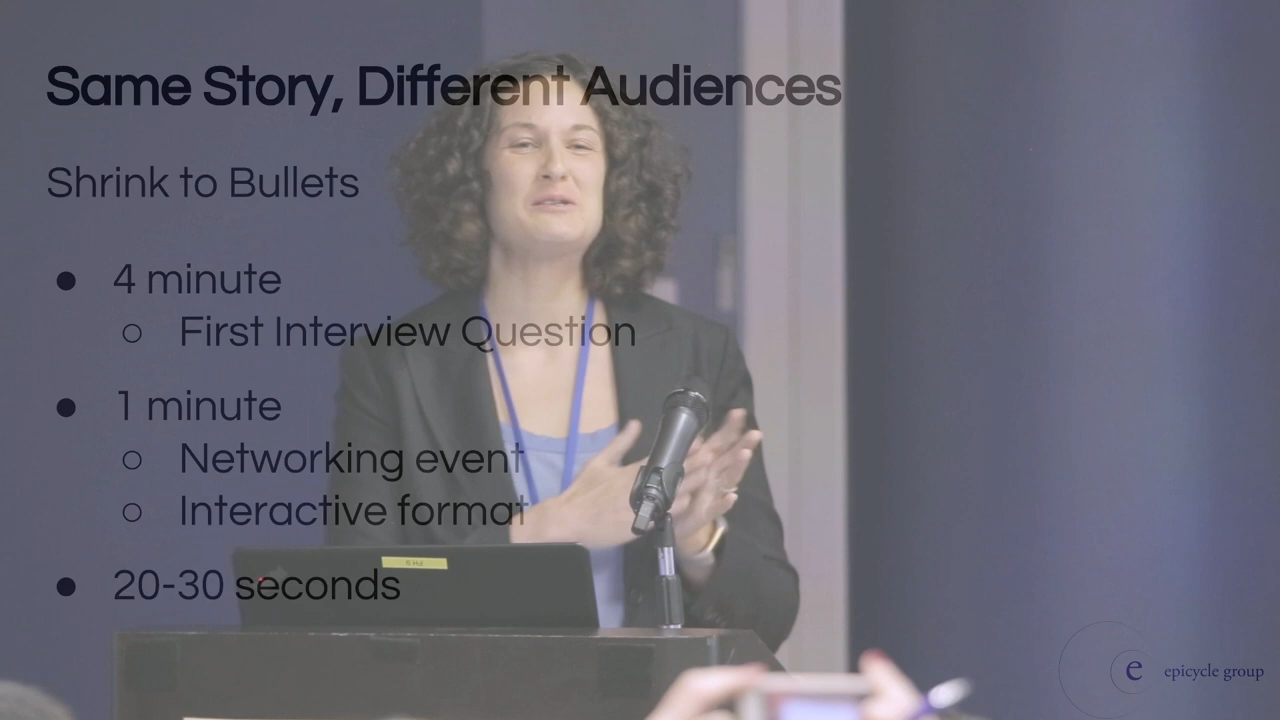 Same Story, Different Audiences
Shrink to Bullets
● 4 minute
○ First Interview Question
● 1 minute
○ Networking event
○ Interactive format
● 20-30 seconds
e epicycle group